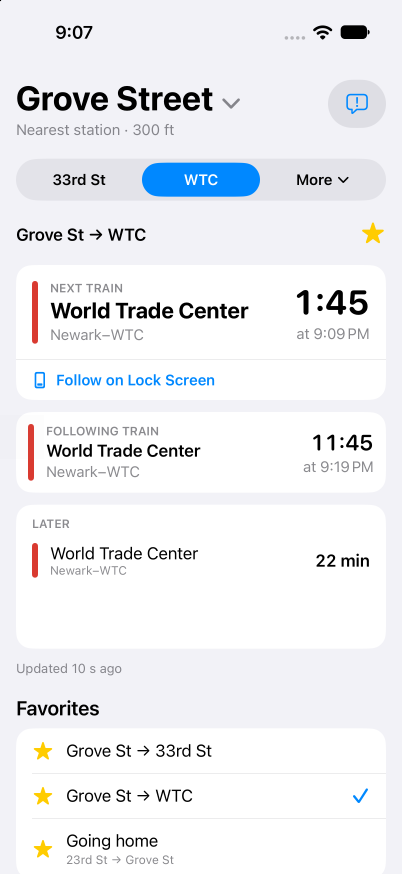 9:07
Grove Street
Nearest station · 300 ft
33rd St
WTC
More
Grove St → WTC
NEXT TRAIN
World Trade Center
Newark–WTC
1:45
at 9:09 PM
Follow on Lock Screen
FOLLOWING TRAIN
World Trade Center
Newark–WTC
11:45
at 9:19 PM
LATER
World Trade Center
Newark–WTC
22 min
Updated 10 s ago
Favorites
Grove St → 33rd St
Grove St → WTC
Going home
23rd St → Grove St